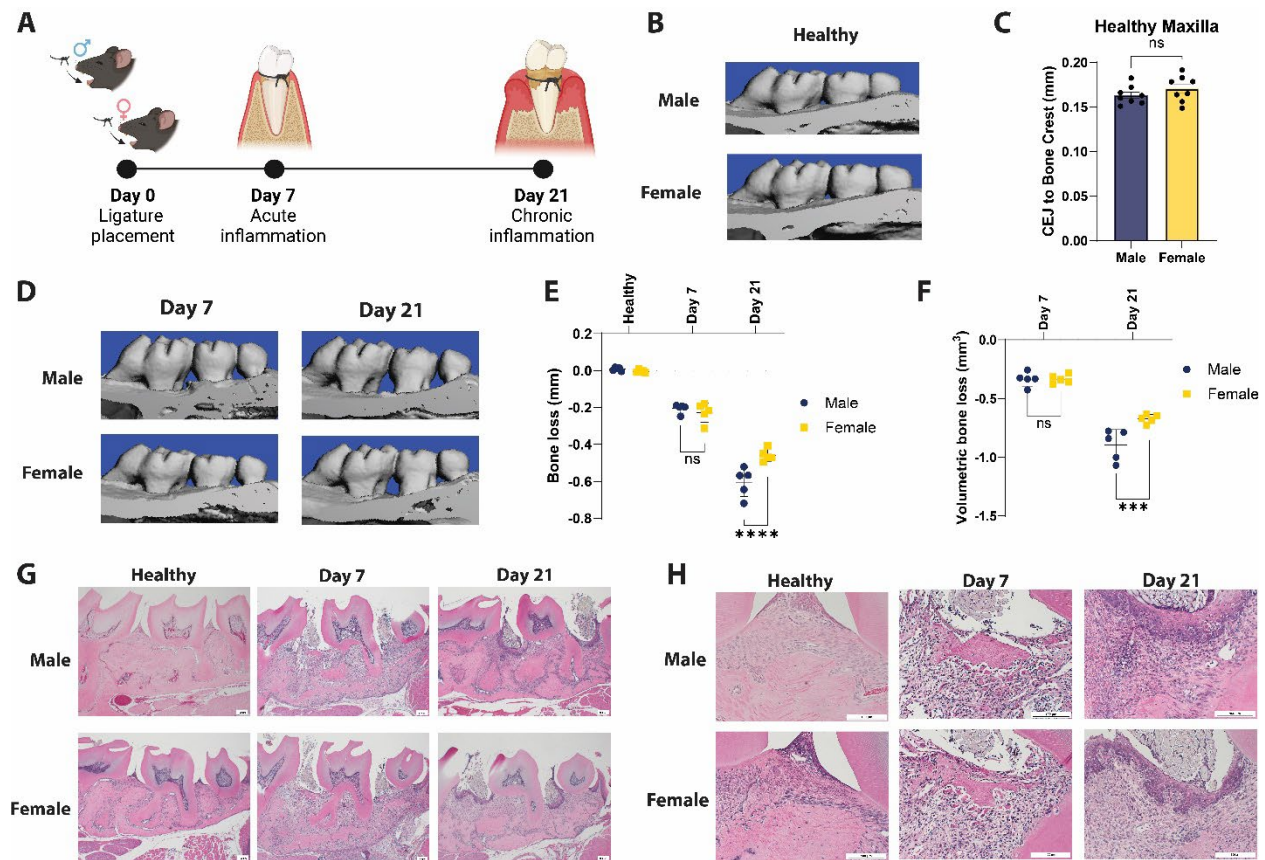 A
Day 0
Ligature
placement
Day 7
Acute
inflammation
Day 21
Chronic
inflammation
B
Healthy
Male
Female
C
Healthy Maxilla
ns
CEJ to Bone Crest (mm)
0.20
0.15
0.10
0.05
0.00
Male Female
D
Day 7 Day 21
Male
Female
E
Healthy
Day 7
Day 21
Bone loss (mm)
0.2
0.0
-0.2
-0.4
-0.6
-0.8
ns
****
Male
Female
F
Day 7
Day 21
Volumetric bone loss (mm³)
-0.0
-0.5
-1.0
-1.5
ns
***
Male
Female
G
Healthy Day 7 Day 21
Male
Female
H
Healthy Day 7 Day 21
Male
Female